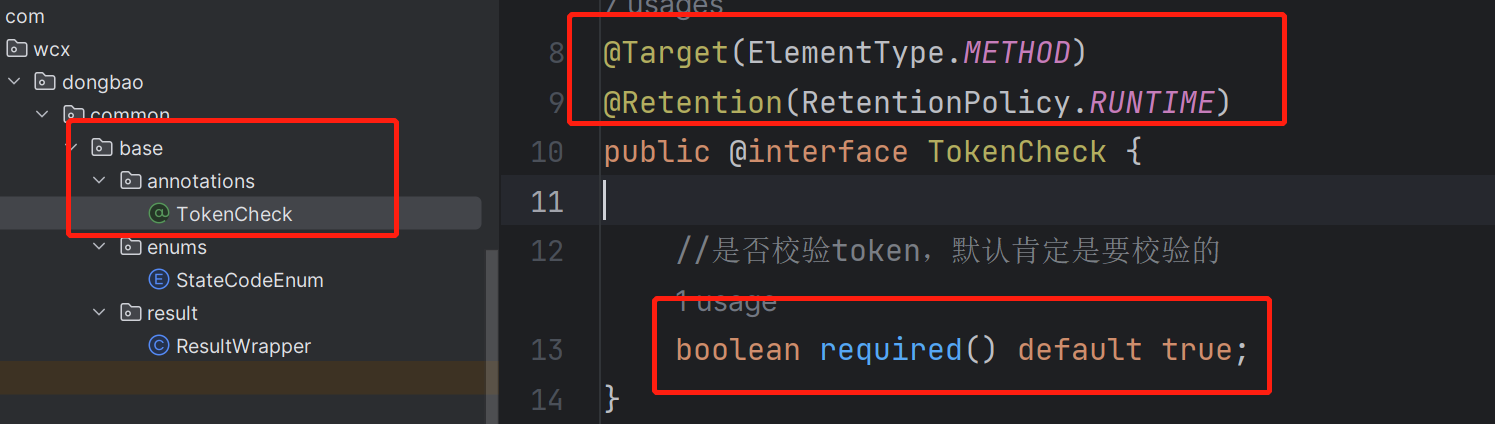 com
wcx
dongbao
common
base
annotations
TokenCheck
enums
StateCodeEnum
result
ResultWrapper
7 usages
8 @Target(ElementType.METHOD)
9 @Retention(RetentionPolicy.RUNTIME)
10 public @interface TokenCheck {
11
12 //是否校验token，默认肯定是要校验的
1 usage
13 boolean required() default true;
14 }